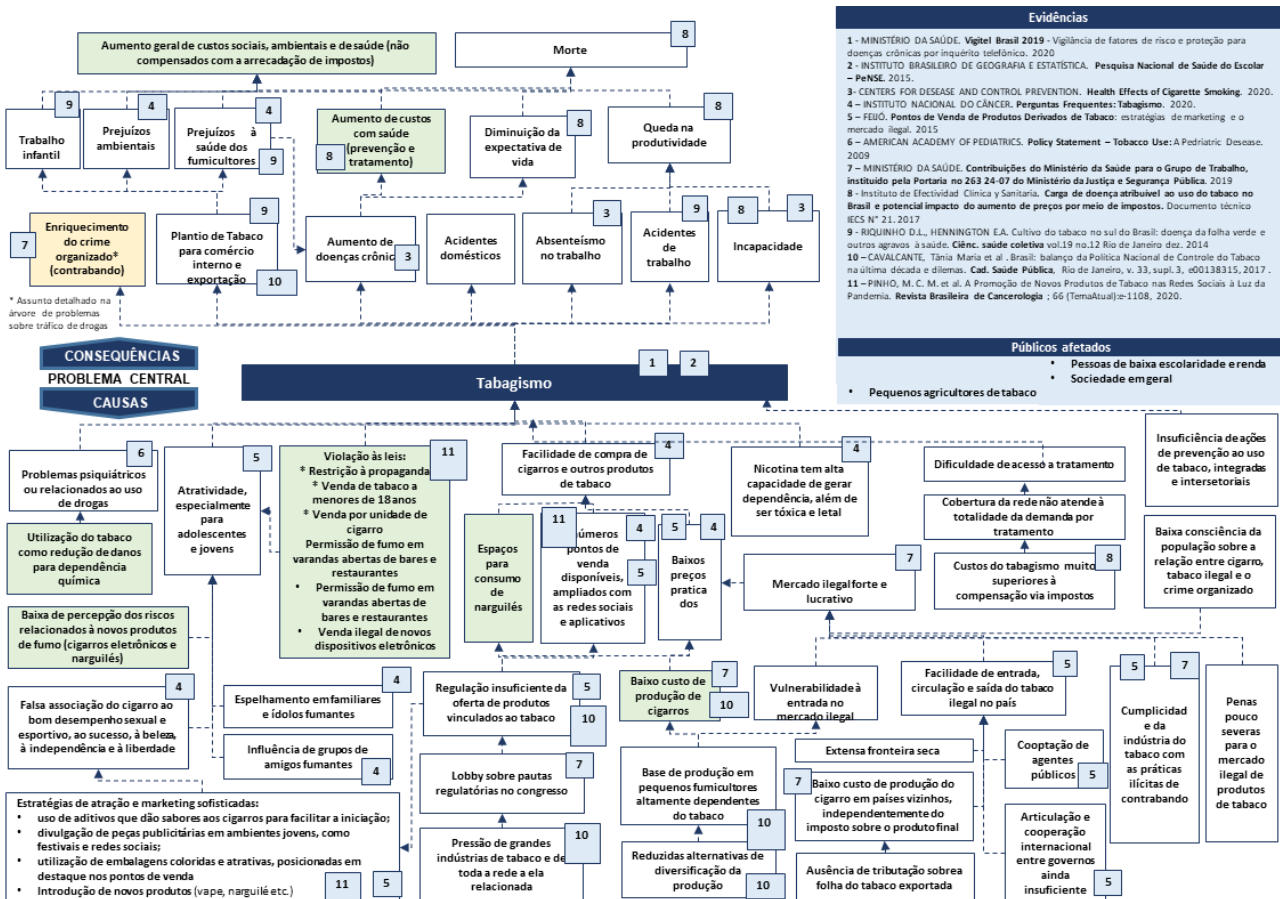 Aumento geral de custos sociais, ambientais e de saúde (não
compensados com a arrecadação de impostos)
Morte
8
9
Trabalho
infantil
4
Prejuízos
ambientais
4
Prejuízos à
saúde dos
fumicultores
9
Aumento de custos
com saúde
(prevenção e
tratamento)
8
Diminuição da
expectativa de
vida
8
Queda na
produtividade
8
7
Enriquecimento
do crime
organizado*
(contrabando)
* Assunto detalhado na
árvore de problemas
sobre tráfico de drogas
9
Plantio de Tabaco
para comércio
interno e
exportação
10
Aumento de
doenças crônic
3
Acidentes
domésticos
3
Absenteísmo
no trabalho
9
Acidentes
de
trabalho
8
3
Incapacidade
Evidências
1 - MINISTÉRIO DA SAÚDE. Vigitel Brasil 2019 - Vigilância de fatores de risco e proteção para
doenças crônicas por inquérito telefônico. 2020
2 - INSTITUTO BRASILEIRO DE GEOGRAFIA E ESTATÍSTICA. Pesquisa Nacional de Saúde do Escolar
– PeNSE. 2015.
3- CENTERS FOR DESEASE AND CONTROL PREVENTION. Health Effects of Cigarette Smoking. 2020.
4 – INSTITUTO NACIONAL DO CÂNCER. Perguntas Frequentes: Tabagismo. 2020.
5 – FEIJÓ. Pontos de Venda de Produtos Derivados de Tabaco: estratégias de marketing e o
mercado ilegal. 2015
6 – AMERICAN ACADEMY OF PEDIATRICS. Policy Statement – Tobacco Use: A Pedriatric Desease.
2009
7 – MINISTÉRIO DA SAÚDE. Contribuições do Ministério da Saúde para o Grupo de Trabalho,
instituído pela Portaria no 263 24-07 do Ministério da Justiça e Segurança Pública. 2019
8 - Instituto de Efectividad Clínica y Sanitaria. Carga de doença atribuível ao uso do tabaco no
Brasil e potencial impacto do aumento de preços por meio de impostos. Documento técnico
IECS N° 21. 2017
9 - RIQUINHO D.L., HENNINGTON E.A. Cultivo do tabaco no sul do Brasil: doença da folha verde e
outros agravos à saúde. Ciênc. saúde coletiva vol.19 no.12 Rio de Janeiro dez. 2014
10 – CAVALCANTE, Tânia Maria et al . Brasil: balanço da Política Nacional de Controle do Tabaco
na última década e dilemas. Cad. Saúde Pública, Rio de Janeiro, v. 33, supl. 3, e00138315, 2017 .
11 – PINHO, M. C. M. et al. A Promoção de Novos Produtos de Tabaco nas Redes Sociais à Luz da
Pandemia. Revista Brasileira de Cancerologia ; 66 (TemaAtual):e-1108, 2020.
Públicos afetados
• Pessoas de baixa escolaridade e renda
• Sociedade em geral
• Pequenos agricultores de tabaco
CONSEQUÊNCIAS
PROBLEMA CENTRAL
CAUSAS
1
2
Tabagismo
6
Problemas psiquiátricos
ou relacionados ao uso
de drogas
Utilização do tabaco
como redução de danos
para dependência
química
5
Atratividade,
especialmente
para
adolescentes
e jovens
11
Violação às leis:
* Restrição à propaganda
* Venda de tabaco a
menores de 18 anos
* Venda por unidade de
cigarro
Permissão de fumo em
varandas abertas de bares e
restaurantes
• Permissão de fumo em
varandas abertas de
bares e restaurantes
• Venda ilegal de novos
dispositivos eletrônicos
4
Facilidade de compra de
cigarros e outros produtos
de tabaco
4
Nicotina tem alta
capacidade de gerar
dependência, além de
ser tóxica e letal
Dificuldade de acesso a tratamento
Cobertura da rede não atende à
totalidade da demanda por
tratamento
Custos do tabagismo muito
superiores à
compensação via impostos
8
Insuficiência de ações
de prevenção ao uso
de tabaco, integradas
e intersetoriais
Baixa consciência da
população sobre a
relação entre cigarro,
tabaco ilegal e o
crime organizado
Espaços
para
consumo
de
narguilés
11
4
5
números
pontos de
venda
disponíveis,
ampliados com
as redes sociais
e aplicativos
5
4
Baixos
preços
pratica
dos
7
Mercado ilegal forte e
lucrativo
Baixa de percepção dos riscos
relacionados à novos produtos
de fumo (cigarros eletrônicos e
narguilés)
4
Falsa associação do cigarro ao
bom desempenho sexual e
esportivo, ao sucesso, à beleza,
à independência e à liberdade
4
Espelhamento em familiares
e ídolos fumantes
Influência de grupos de
amigos fumantes
4
Regulação insuficiente da
oferta de produtos
vinculados ao tabaco
5
10
Lobby sobre pautas
regulatórias no congresso
7
Pressão de grandes
indústrias de tabaco e de
toda a rede a ela
relacionada
10
Baixo custo de
produção de
cigarros
7
10
Vulnerabilidade à
entrada no
mercado ilegal
Base de produção em
pequenos fumicultores
altamente dependentes
do tabaco
10
Reduzidas alternativas de
diversificação da
produção
10
5
Facilidade de entrada,
circulação e saída do tabaco
ilegal no país
Extensa fronteira seca
7
Baixo custo de produção do
cigarro em países vizinhos,
independentemente do
imposto sobre o produto final
Ausência de tributação sobre a
folha do tabaco exportada
Cooptação de
agentes
públicos
5
Articulação e
cooperação
internacional
entre governos
ainda
insuficiente
5
5
7
Cumplicidad
e da
indústria do
tabaco com
as práticas
ilícitas de
contrabando
Penas
pouco
severas para
o mercado
ilegal de
produtos
de tabaco
Estratégias de atração e marketing sofisticadas:
• uso de aditivos que dão sabores aos cigarros para facilitar a iniciação;
• divulgação de peças publicitárias em ambientes jovens, como
festivais e redes sociais;
• utilização de embalagens coloridas e atrativas, posicionadas em
destaque nos pontos de venda
• Introdução de novos produtos (vape, narguilé etc.)
11
5